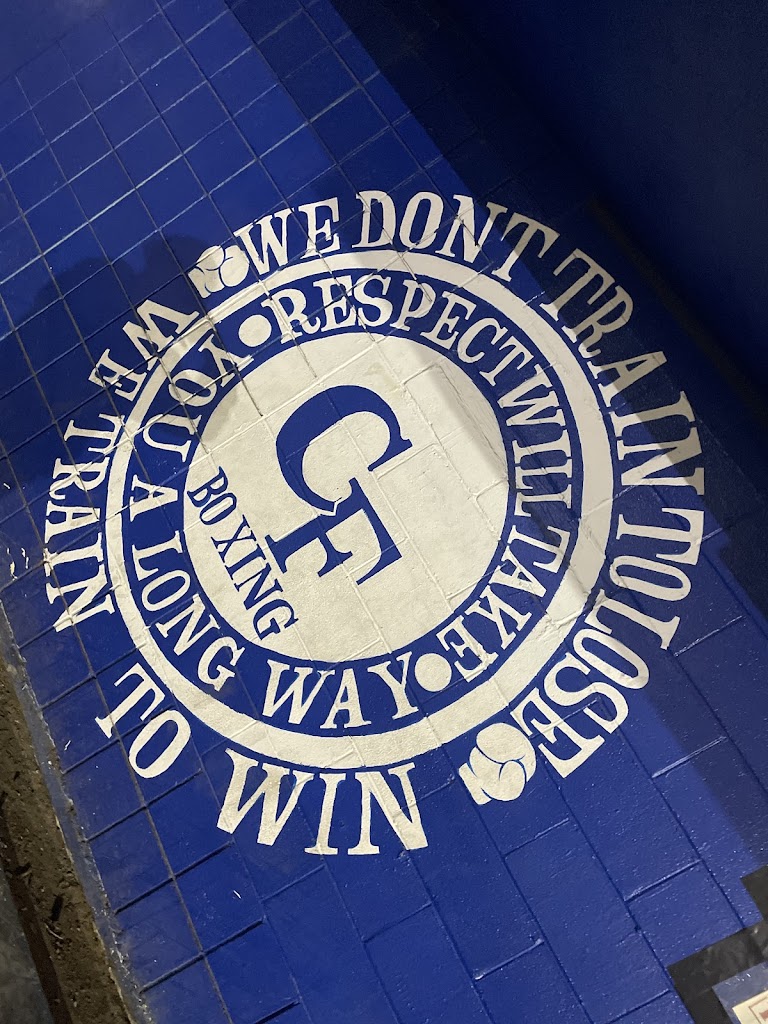 WE DONT TRAIN TO LOSE
WE TRAIN TO WIN
RESPECT WILL TAKE
YOU A LONG WAY
CF
BOXING